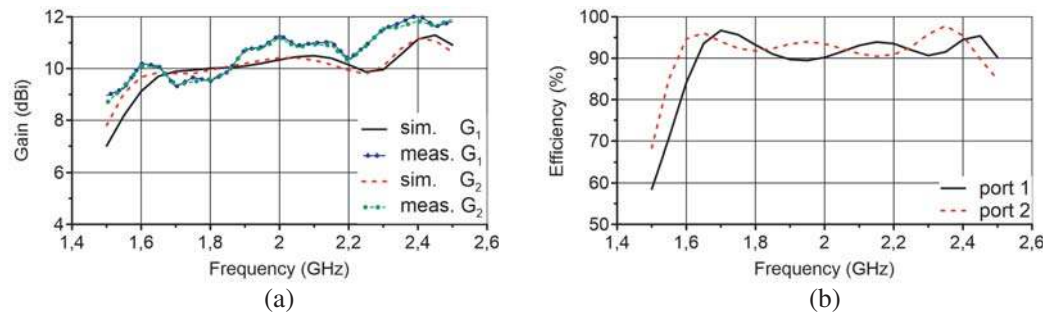 12
10
8
6
4
Gain (dBi)
sim. G1
meas. G1
sim. G2
meas. G2
1,4 1,6 1,8 2 2,2 2,4 2,6
Frequency (GHz)
(a)
100
90
80
70
60
50
Efficiency (%)
port 1
port 2
1,4 1,6 1,8 2 2,2 2,4 2,6
Frequency (GHz)
(b)